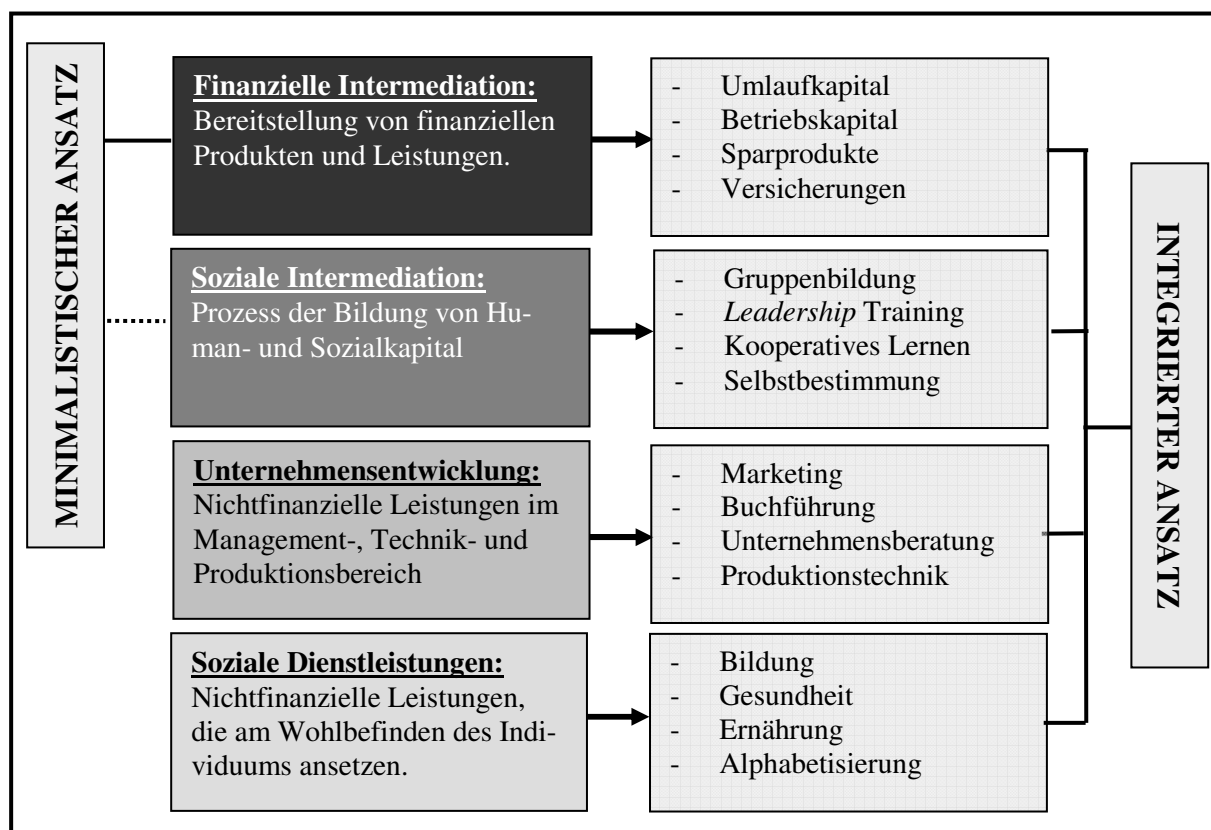 MINIMALISTISCHER ANSATZ
Finanzielle Intermediation:
Bereitstellung von finanziellen
Produkten und Leistungen.
- Umlaufkapital
- Betriebskapital
- Sparprodukte
- Versicherungen
Soziale Intermediation:
Prozess der Bildung von Hu-
man- und Sozialkapital
- Gruppenbildung
- Leadership Training
- Kooperatives Lernen
- Selbstbestimmung
Unternehmensentwicklung:
Nichtfinanzielle Leistungen im
Management-, Technik- und
Produktionsbereich
- Marketing
- Buchführung
- Unternehmensberatung
- Produktionstechnik
Soziale Dienstleistungen:
Nichtfinanzielle Leistungen,
die am Wohlbefinden des Indi-
viduums ansetzen.
- Bildung
- Gesundheit
- Ernährung
- Alphabetisierung
INTEGRIERTER ANSATZ